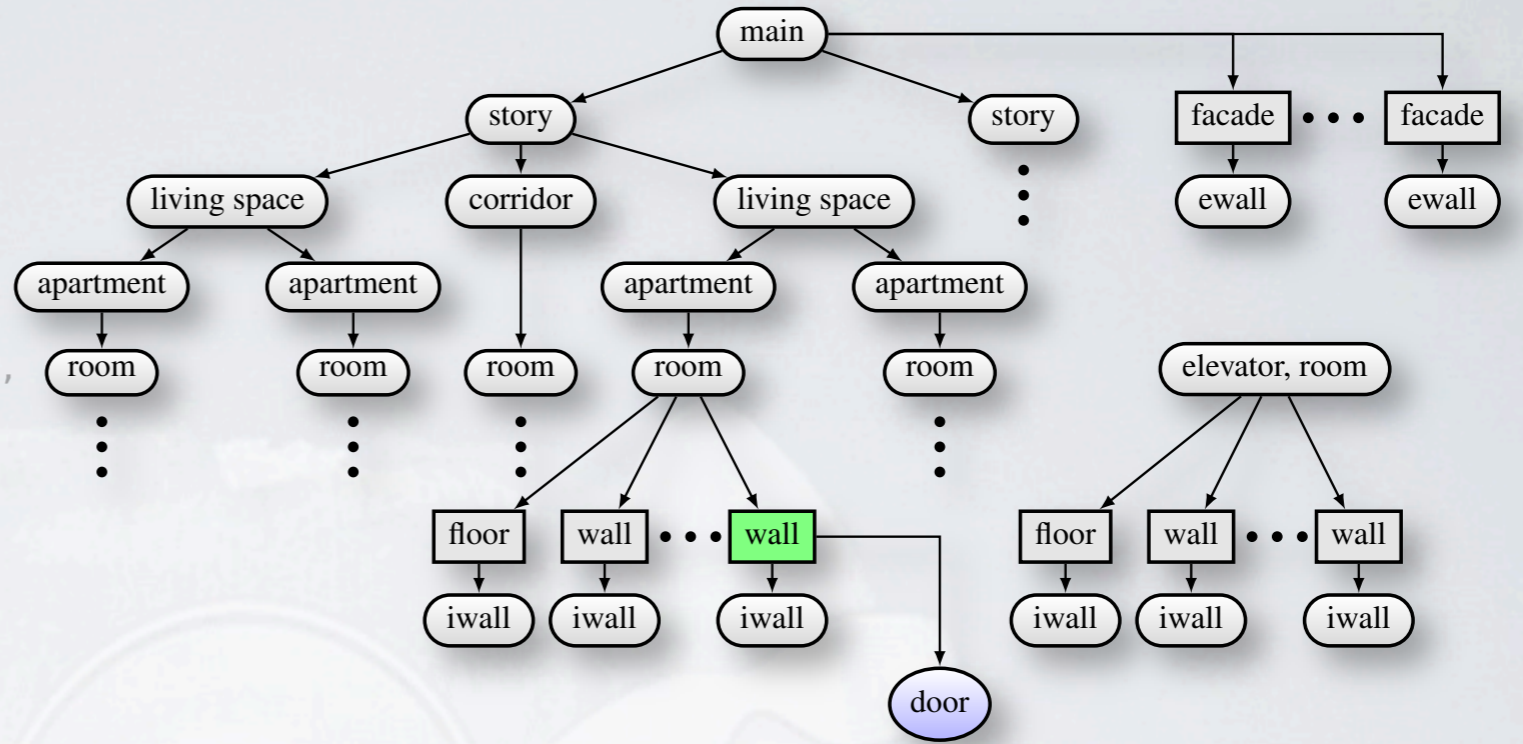 main
story
story
facade
facade
living space
corridor
living space
ewall
ewall
apartment
apartment
apartment
apartment
room
room
room
room
room
elevator, room
,
floor
wall
wall
floor
wall
wall
iwall
iwall
iwall
iwall
iwall
iwall
door